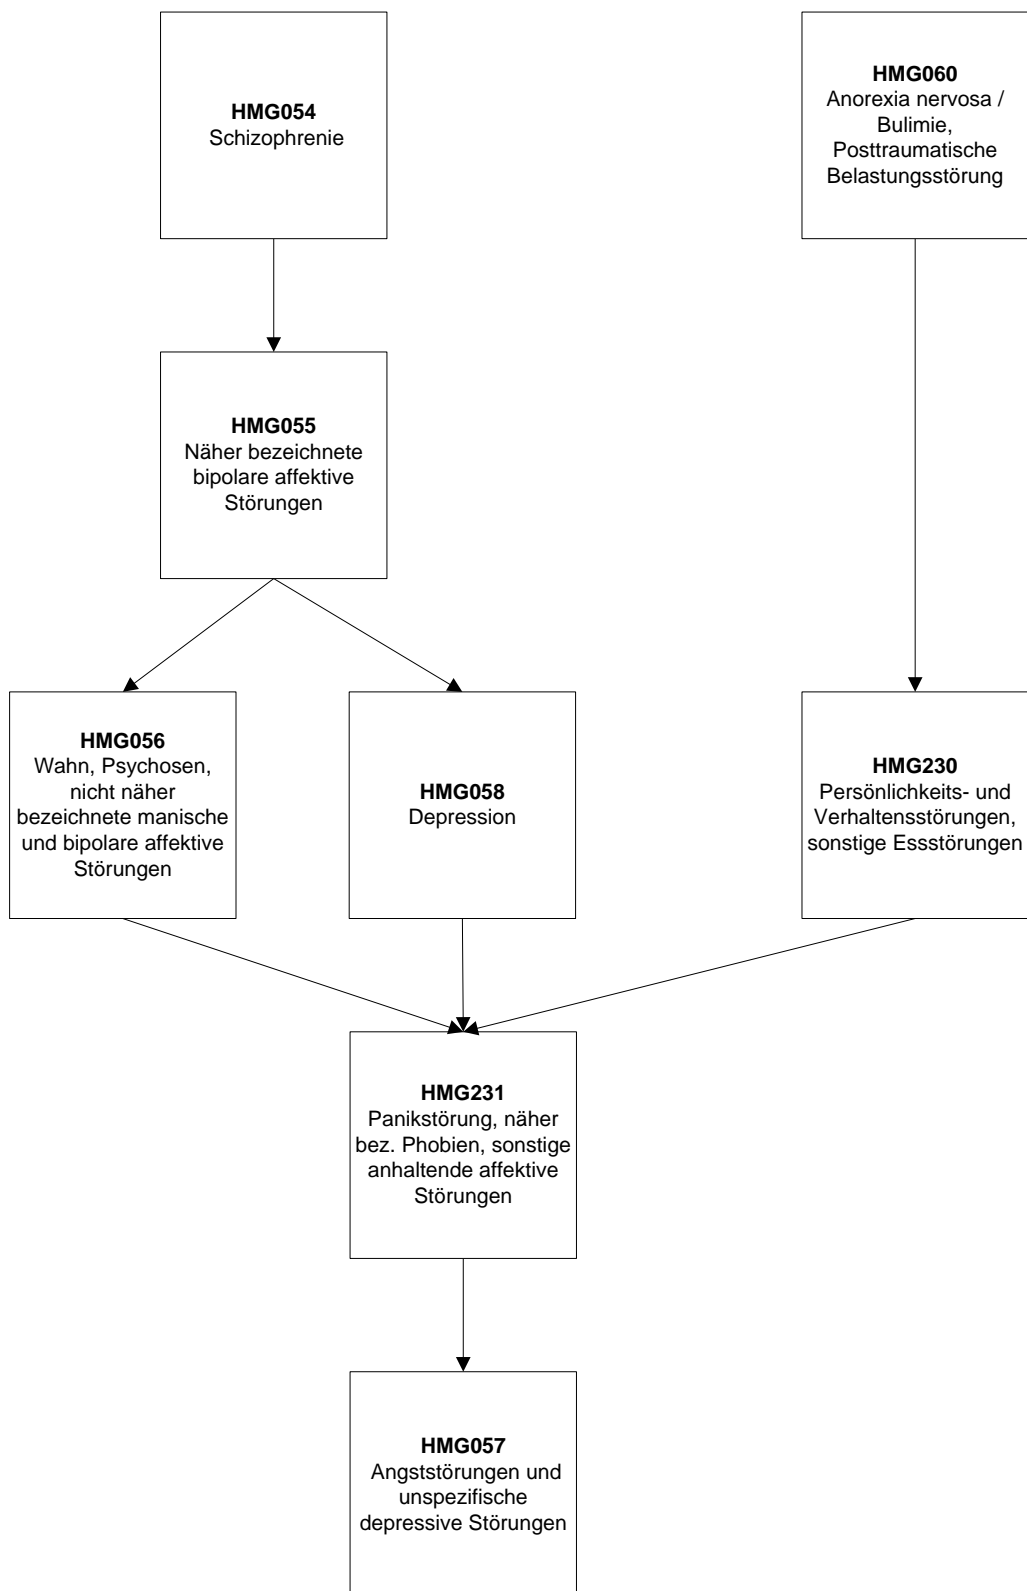 HMG054
Schizophrenie
HMG060
Anorexia nervosa /
Bulimie,
Posttraumatische
Belastungsstörung
HMG055
Näher bezeichnete
bipolare affektive
Störungen
HMG056
Wahn, Psychosen,
nicht näher
bezeichnete manische
und bipolare affektive
Störungen
HMG058
Depression
HMG230
Persönlichkeits- und
Verhaltensstörungen,
sonstige Essstörungen
HMG231
Panikstörung, näher
bez. Phobien, sonstige
anhaltende affektive
Störungen
HMG057
Angststörungen und
unspezifische
depressive Störungen